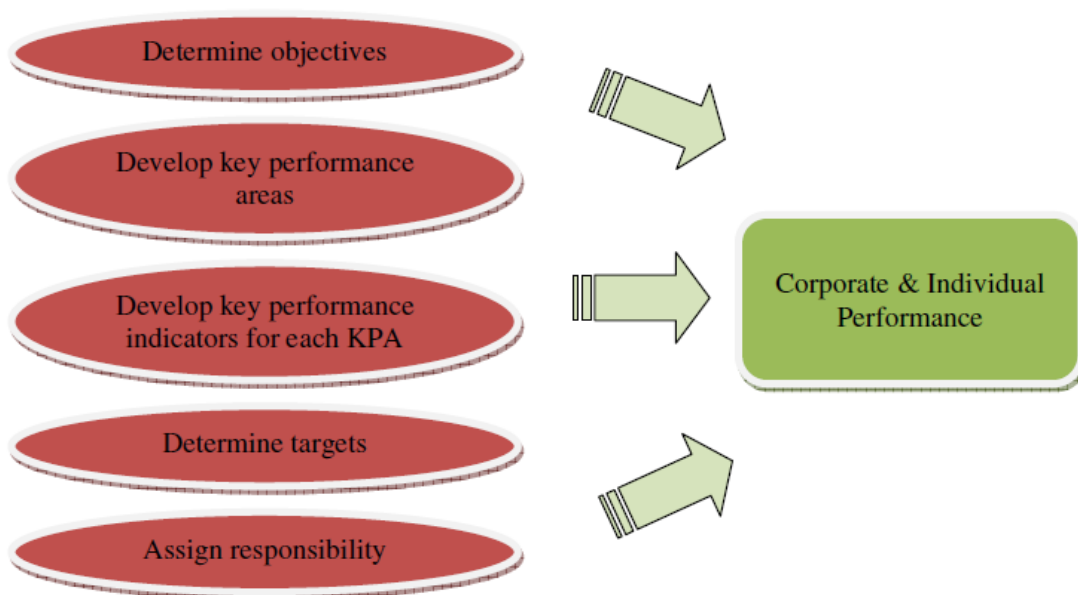 Determine objectives
Develop key performance
areas
Develop key performance
indicators for each KPA
Determine targets
Assign responsibility
Corporate & Individual
Performance